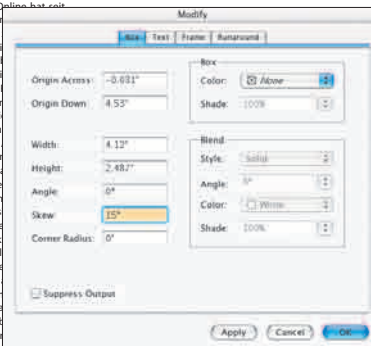 Modify
Box Text Frame Runaround
Origin Across: -0.031"
Origin Down: 4.53"
Width: 4.12"
Height: 2.487"
Angle: 0°
Skew: 15°
Corner Radius: 0"
Suppress Output
Box
Color: None
Shade: 100%
Blend
Style: Solid
Angle: 0°
Color: White
Shade: 100%
Apply Cancel OK